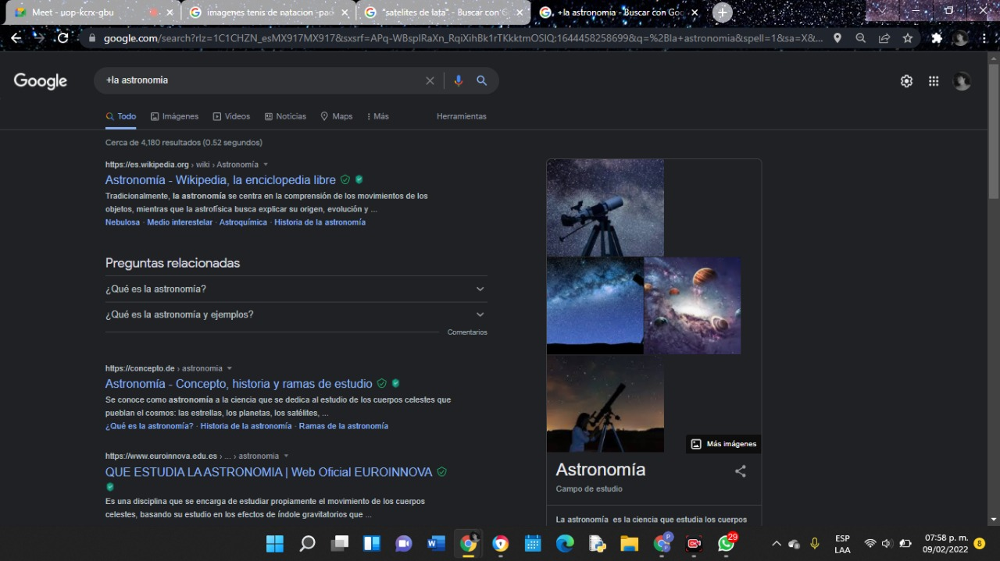 Meet - uop-kcrx-gbu
imagenes tenis de natacion -pad
"satelites de lata" - Buscar con G
+la astronomia - Buscar con Goo
google.com/search?rlz=1C1CHZN_esMX917MX917&sxsrf=APq-WBspIRaXn_RqiXihBk1rTKkktmOSlQ:1644458258699&q=%2Bla+astronomia&spell=1&sa=X&...
Google
+la astronomia
Todo
Imágenes
Videos
Noticias
Maps
Más
Herramientas
Cerca de 4,180 resultados (0.52 segundos)
https://es.wikipedia.org › wiki › Astronomía
Astronomía - Wikipedia, la enciclopedia libre
Tradicionalmente, la astronomía se centra en la comprensión de los movimientos de los
objetos, mientras que la astrofísica busca explicar su origen, evolución y ...
Nebulosa · Medio interestelar · Astroquímica · Historia de la astronomía
Preguntas relacionadas
¿Qué es la astronomía?
¿Qué es la astronomía y ejemplos?
Comentarios
https://concepto.de › astronomia
Astronomía - Concepto, historia y ramas de estudio
Se conoce como astronomía a la ciencia que se dedica al estudio de los cuerpos celestes que
pueblan el cosmos: las estrellas, los planetas, los satélites, ...
¿Qué es la astronomía? · Historia de la astronomía · Ramas de la astronomía
https://www.euroinnova.edu.es › ... › astronomia
QUE ESTUDIA LA ASTRONOMIA | Web Oficial EUROINNOVA
Es una disciplina que se encarga de estudiar propiamente el movimiento de los cuerpos
celestes, basando su estudio en los efectos de índole gravitatorios que ...
Más imágenes
Astronomía
Campo de estudio
La astronomía es la ciencia que estudia los cuerpos
29
ESP
LAA
07:58 p. m.
09/02/2022
8